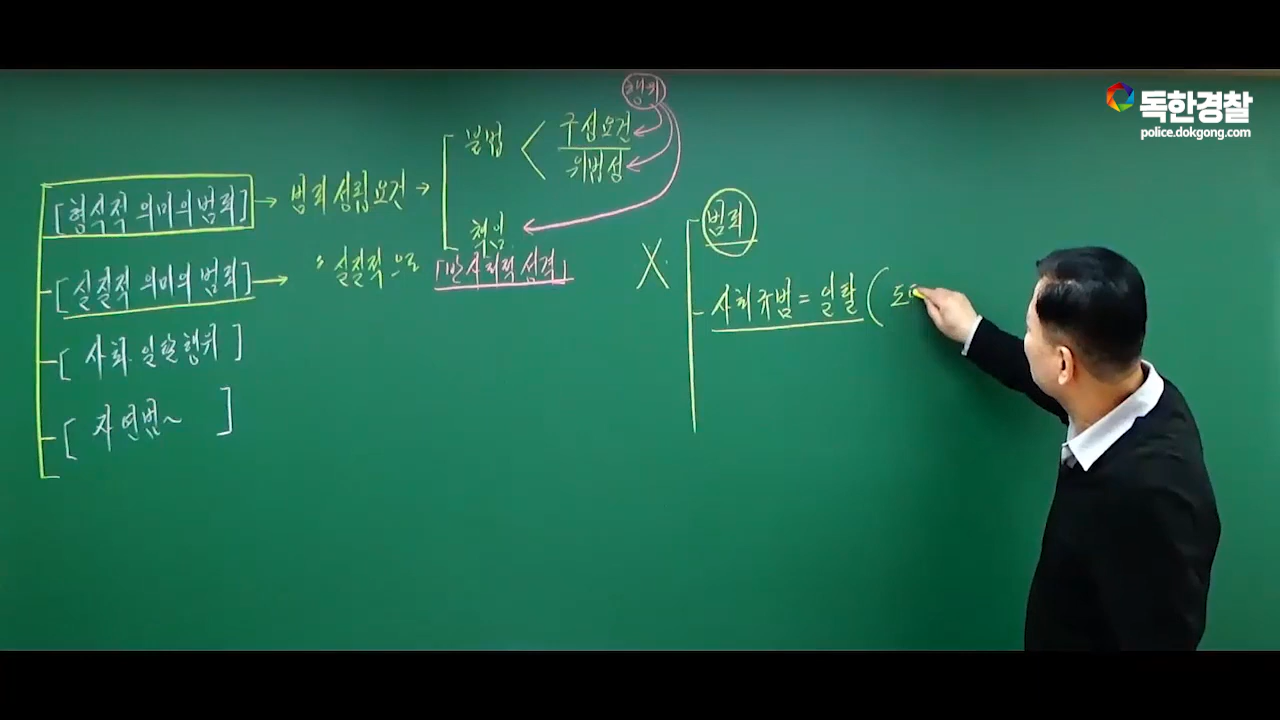 독한경찰
police.dokgong.com
행위
불법 < 구성요건
위법성
책임
[형식적 의미의 범죄] → 범죄 성립요건 →
[실질적 의미의 범죄] → 실질적으로 [반사회적 성격]
[사회 일탈행위]
[자연범~ ]
X
범죄
- 사회규범 = 일탈 (